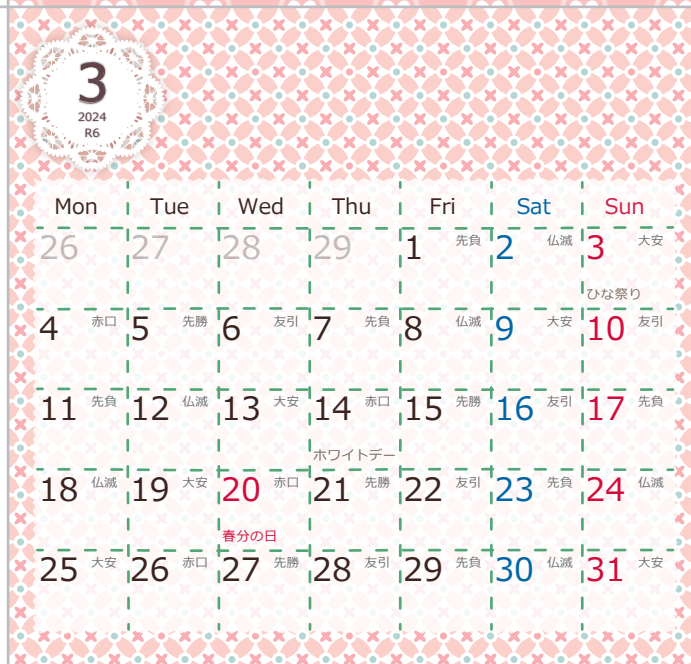 3
2024
R6
Mon Tue Wed Thu Fri Sat Sun
26 27 28 29 1 先負 2 仏滅 3 大安
ひな祭り
4 赤口 5 先勝 6 友引 7 先負 8 仏滅 9 大安 10 友引
11 先負 12 仏滅 13 大安 14 赤口 15 先勝 16 友引 17 先負
ホワイトデー
18 仏滅 19 大安 20 赤口 21 先勝 22 友引 23 先負 24 仏滅
春分の日
25 大安 26 赤口 27 先勝 28 友引 29 先負 30 仏滅 31 大安